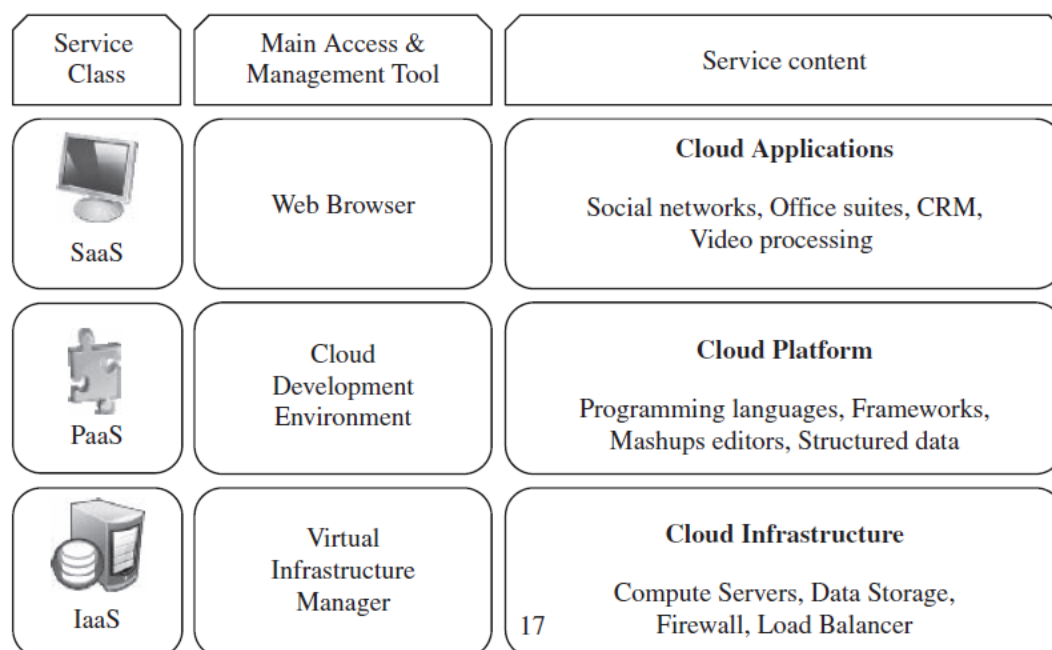 Service
Class
Main Access &
Management Tool
Service content
SaaS
Web Browser
Cloud Applications
Social networks, Office suites, CRM,
Video processing
PaaS
Cloud
Development
Environment
Cloud Platform
Programming languages, Frameworks,
Mashups editors, Structured data
IaaS
Virtual
Infrastructure
Manager
Cloud Infrastructure
Compute Servers, Data Storage,
Firewall, Load Balancer
17